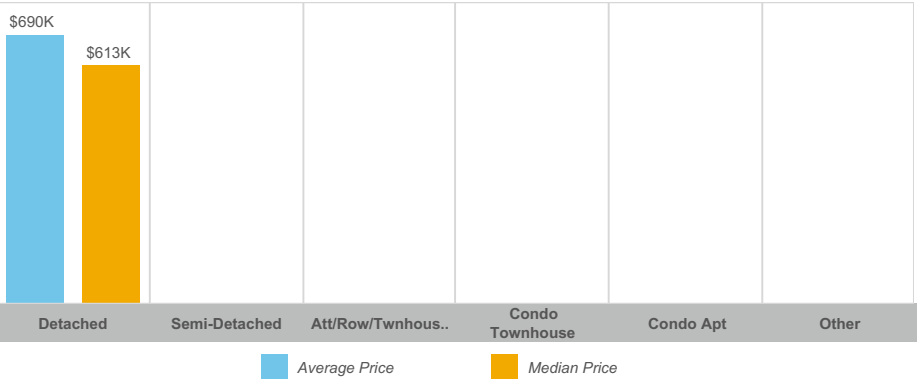 $690K
$613K
Detached
Semi-Detached
Att/Row/Twnhous..
Condo
Townhouse
Condo Apt
Other
Average Price
Median Price